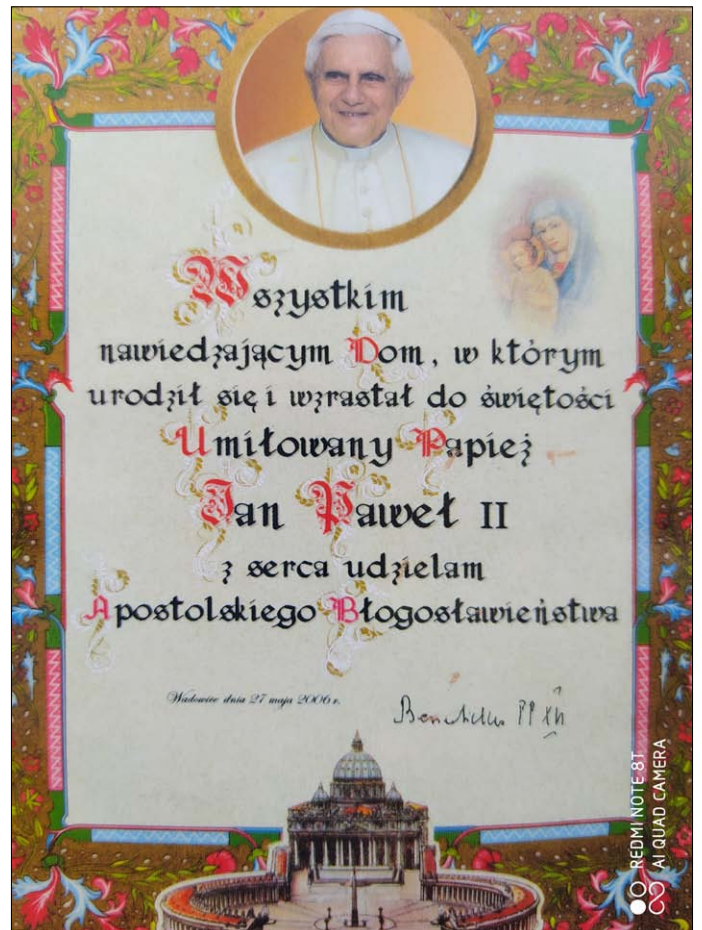 Wszystkim
nawiedzającym Dom, w którym
urodził się i wzrastał do świętości
Umiłowany Papież
Jan Paweł II
z serca udzielam
Apostolskiego Błogosławieństwa
Wadowice dnia 27 maja 2006 r.
Benedictus PP XVI
REDMI NOTE 8T
AI QUAD CAMERA